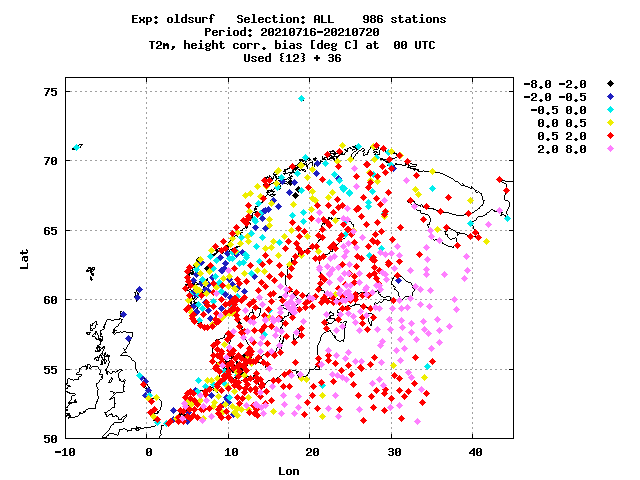 Exp: oldsurf   Selection: ALL    986 stations
Period: 20210716-20210720
T2m, height corr. bias [deg C] at  00 UTC
Used {12} + 36
-8.0 -2.0
-2.0 -0.5
-0.5 0.0
0.0 0.5
0.5 2.0
2.0 8.0
75
70
65
60
55
50
Lat
-10 0 10 20 30 40
Lon